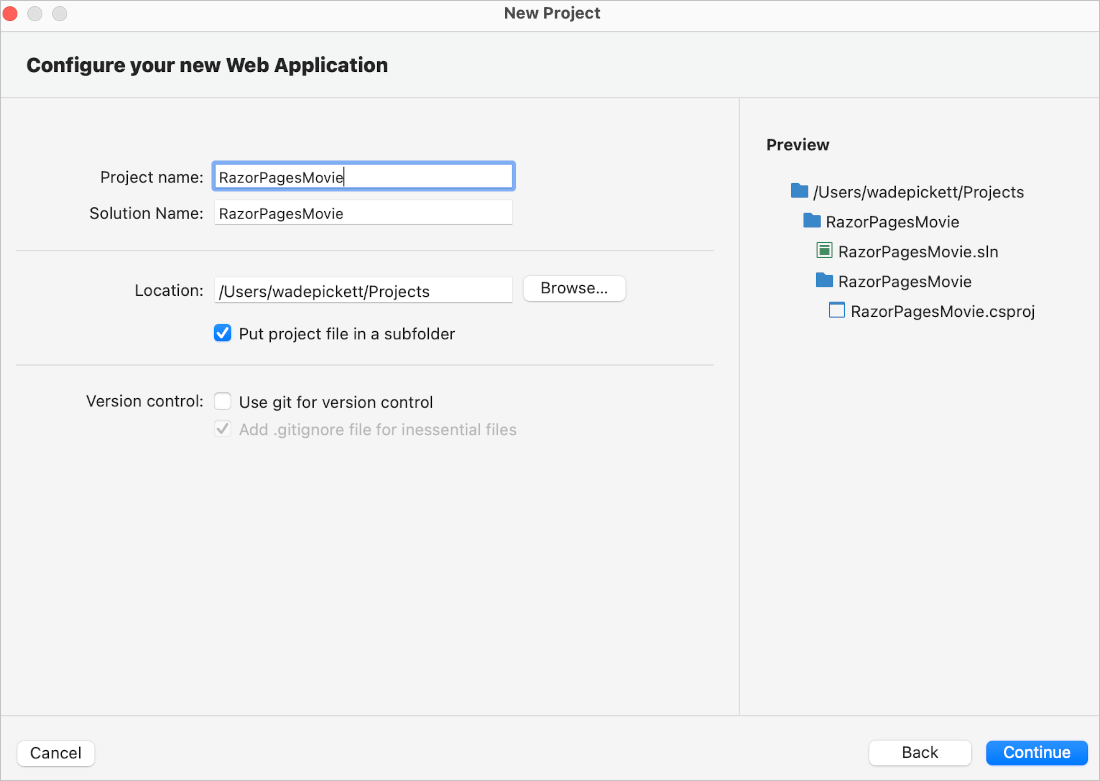 New Project
Configure your new Web Application
Project name: RazorPagesMovie
Solution Name: RazorPagesMovie
Location: /Users/wadepickett/Projects Browse...
Put project file in a subfolder
Version control: Use git for version control
Add .gitignore file for inessential files
Preview
/Users/wadepickett/Projects
RazorPagesMovie
RazorPagesMovie.sln
RazorPagesMovie
RazorPagesMovie.csproj
Cancel Back Continue